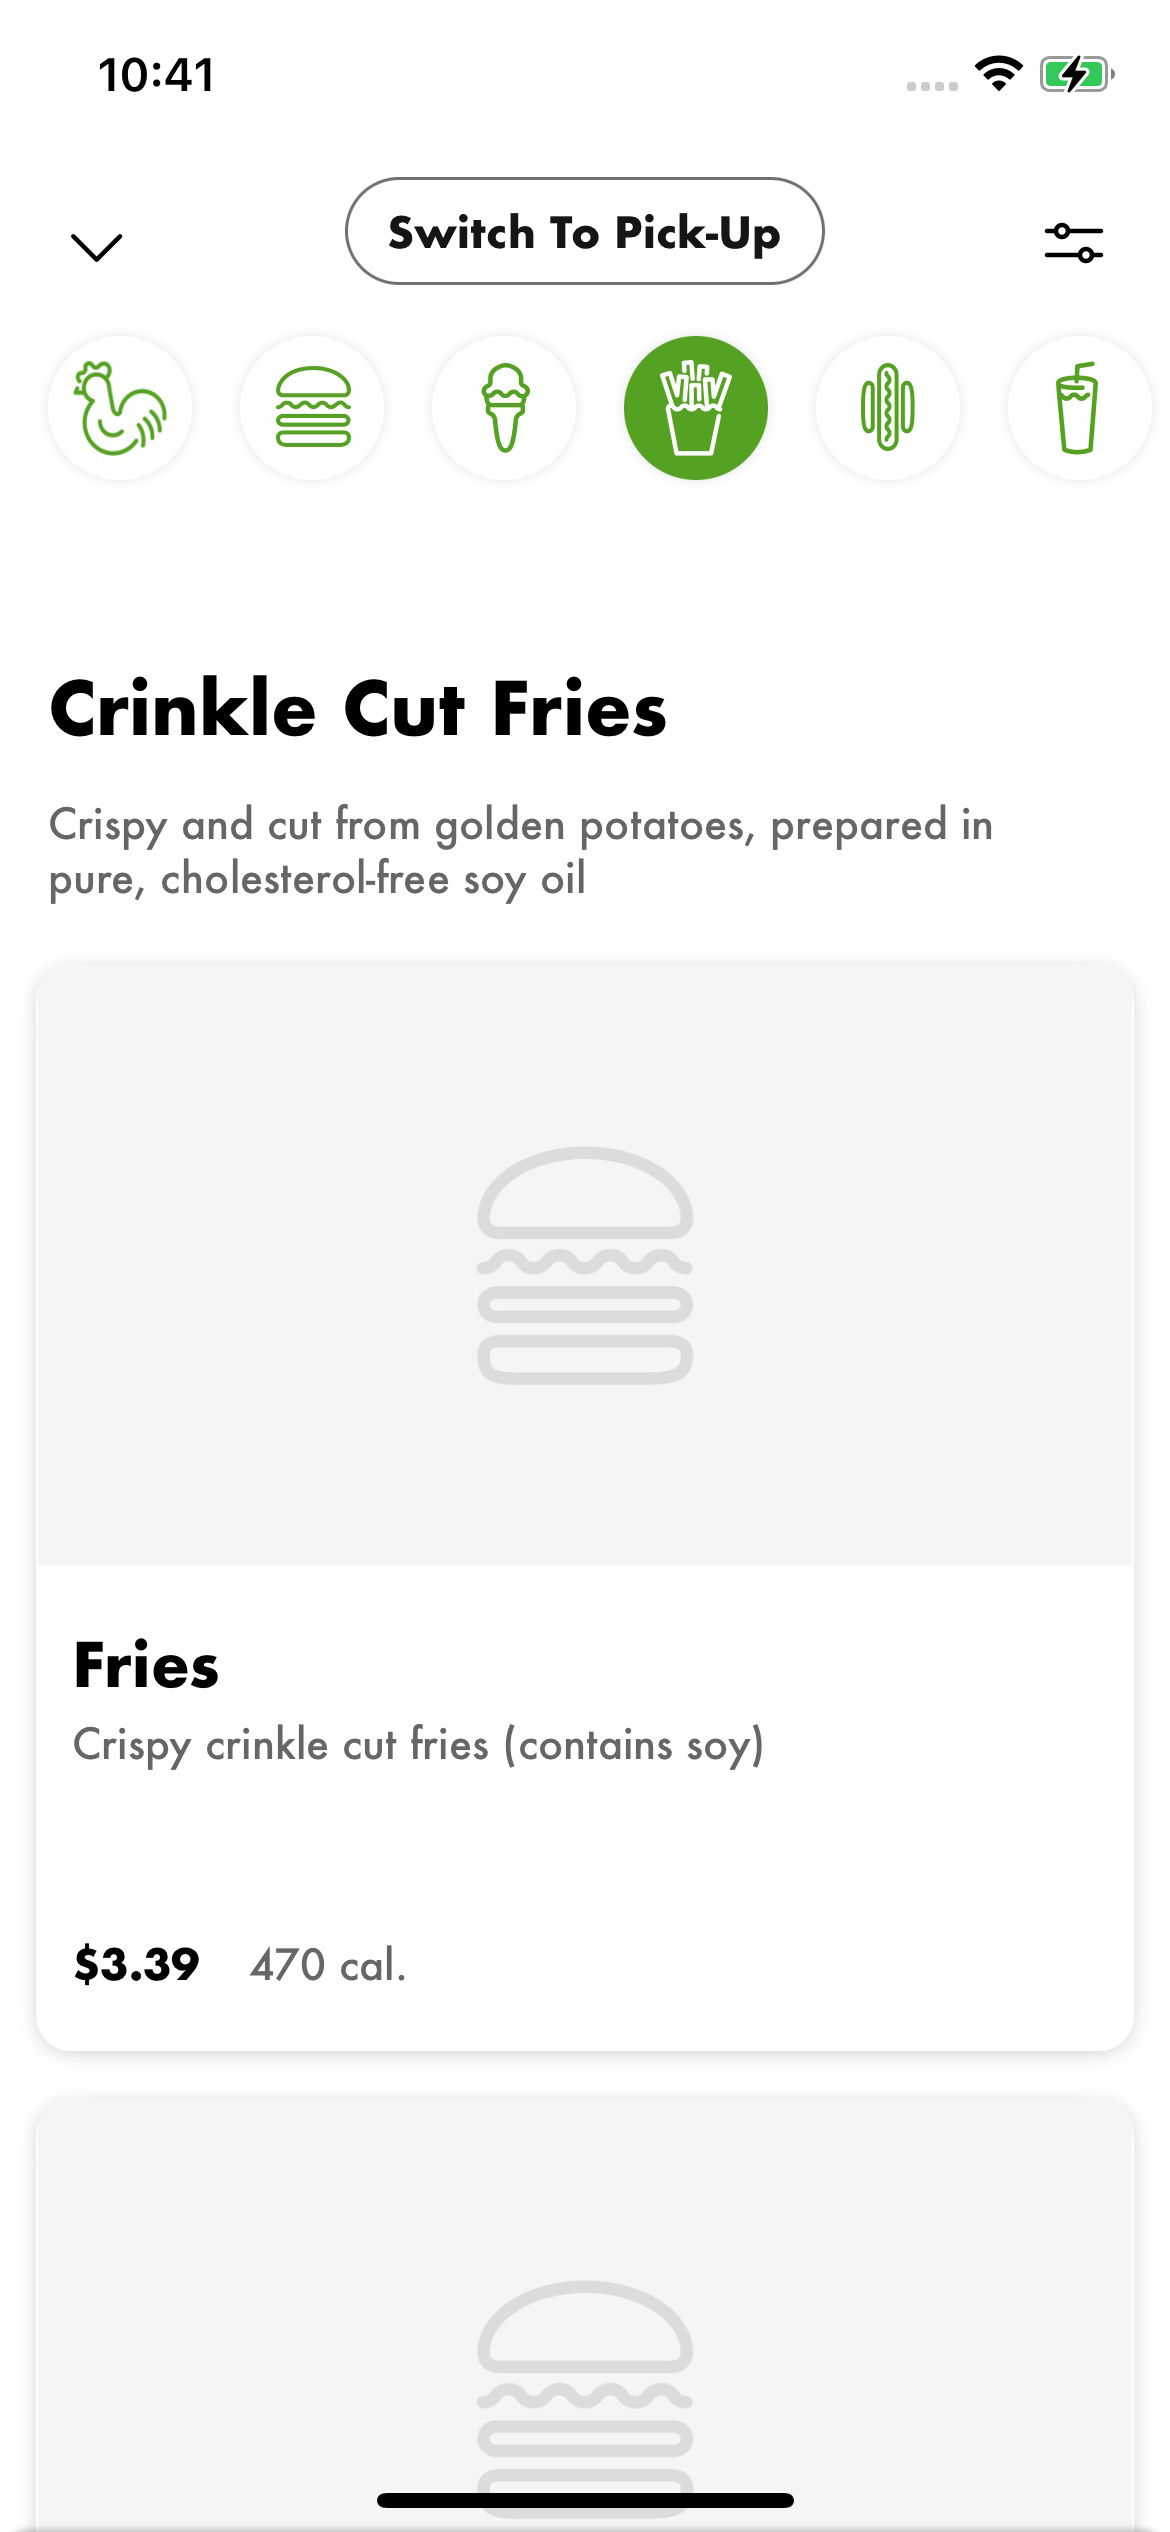 10:41
Switch To Pick-Up
Crinkle Cut Fries
Crispy and cut from golden potatoes, prepared in
pure, cholesterol-free soy oil
Fries
Crispy crinkle cut fries (contains soy)
$3.39 470 cal.